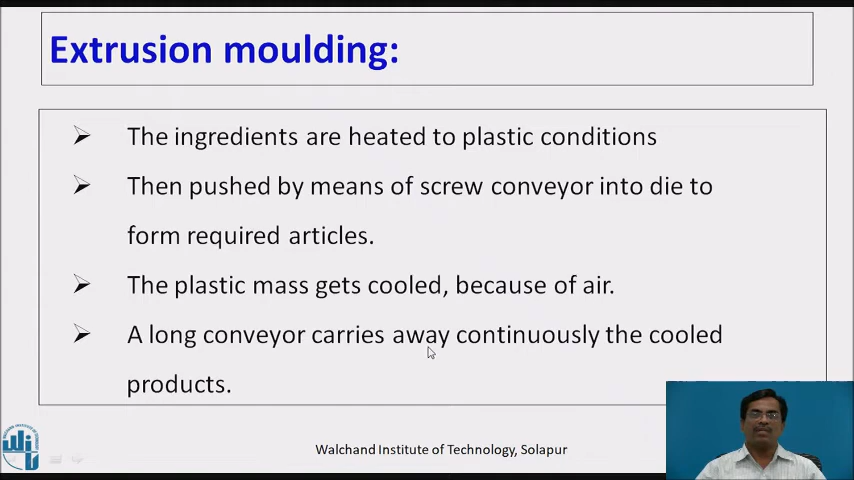 Extrusion moulding:
➢ The ingredients are heated to plastic conditions
➢ Then pushed by means of screw conveyor into die to
form required articles.
➢ The plastic mass gets cooled, because of air.
➢ A long conveyor carries away continuously the cooled
products.
Walchand Institute of Technology, Solapur